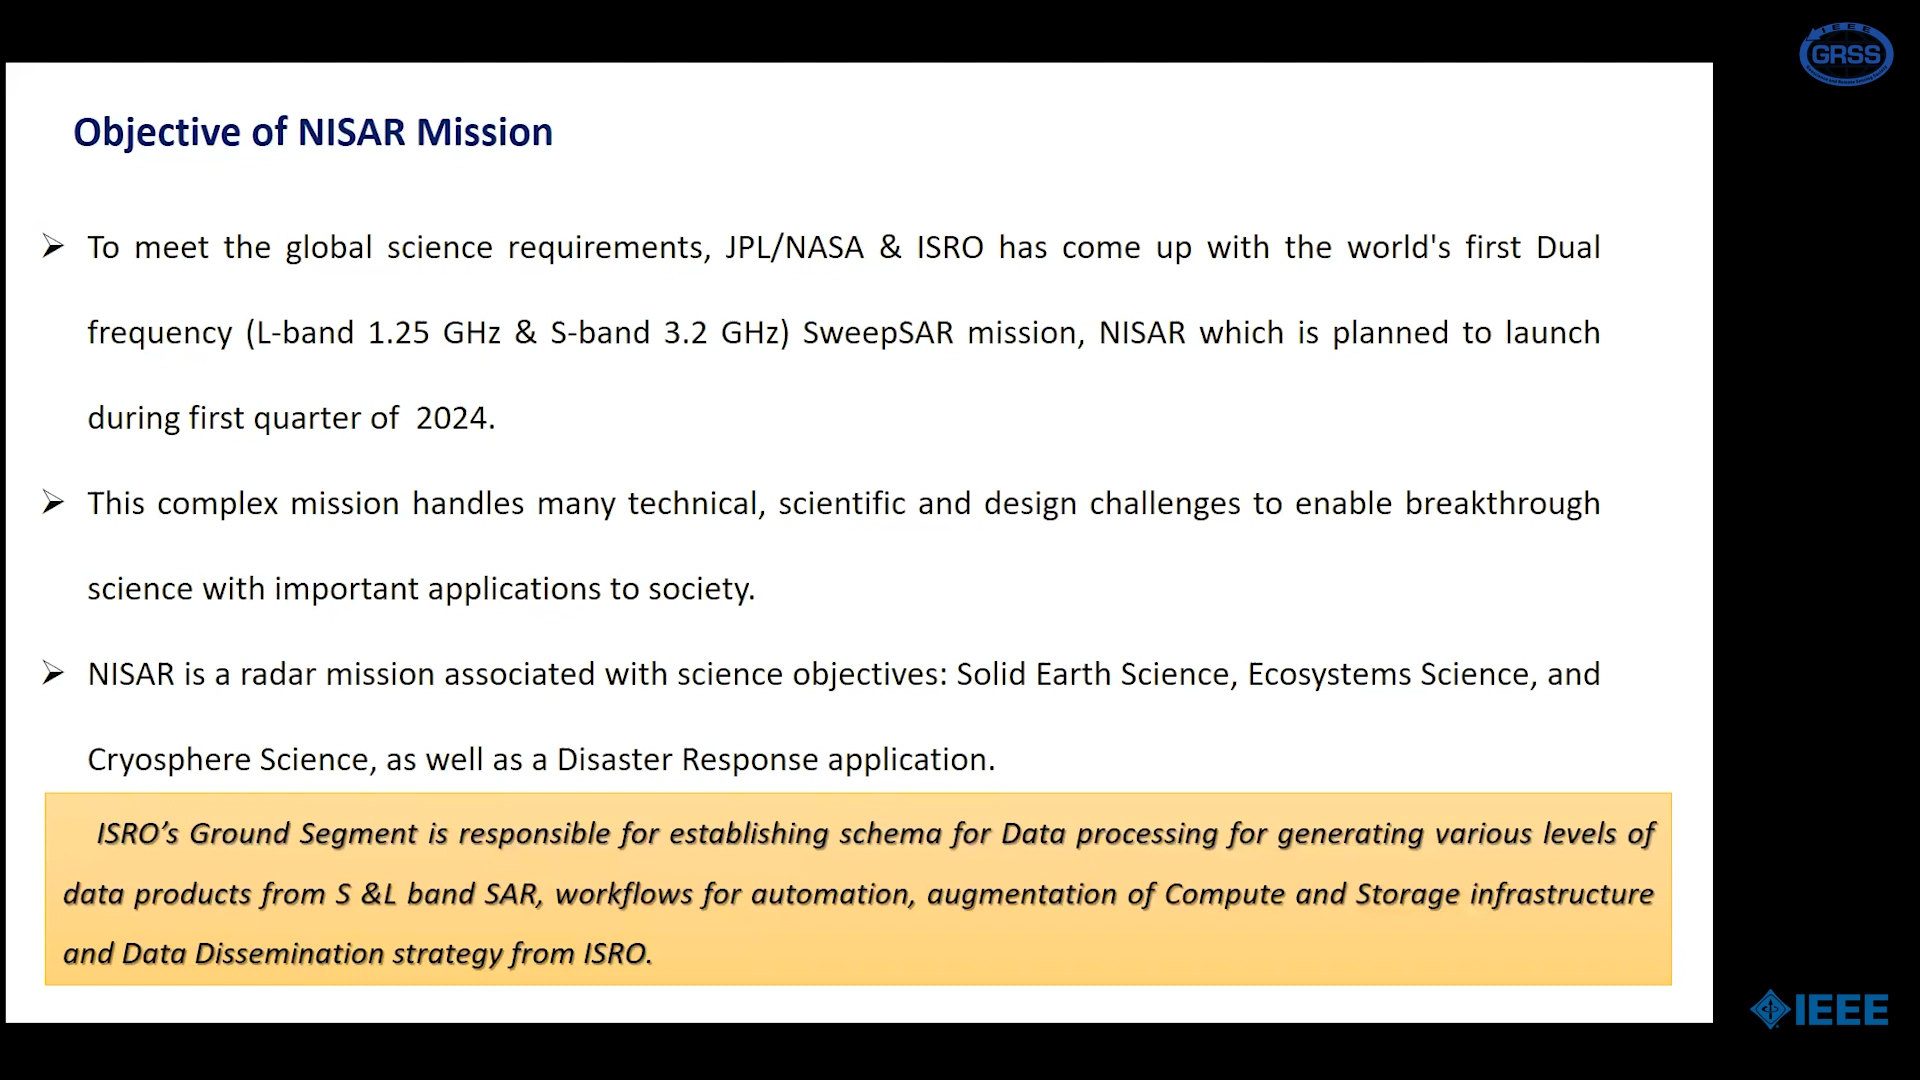 IEEE
GRSS
Objective of NISAR Mission
➢ To meet the global science requirements, JPL/NASA & ISRO has come up with the world's first Dual
frequency (L-band 1.25 GHz & S-band 3.2 GHz) SweepSAR mission, NISAR which is planned to launch
during first quarter of 2024.
➢ This complex mission handles many technical, scientific and design challenges to enable breakthrough
science with important applications to society.
➢ NISAR is a radar mission associated with science objectives: Solid Earth Science, Ecosystems Science, and
Cryosphere Science, as well as a Disaster Response application.
ISRO’s Ground Segment is responsible for establishing schema for Data processing for generating various levels of
data products from S &L band SAR, workflows for automation, augmentation of Compute and Storage infrastructure
and Data Dissemination strategy from ISRO.
IEEE